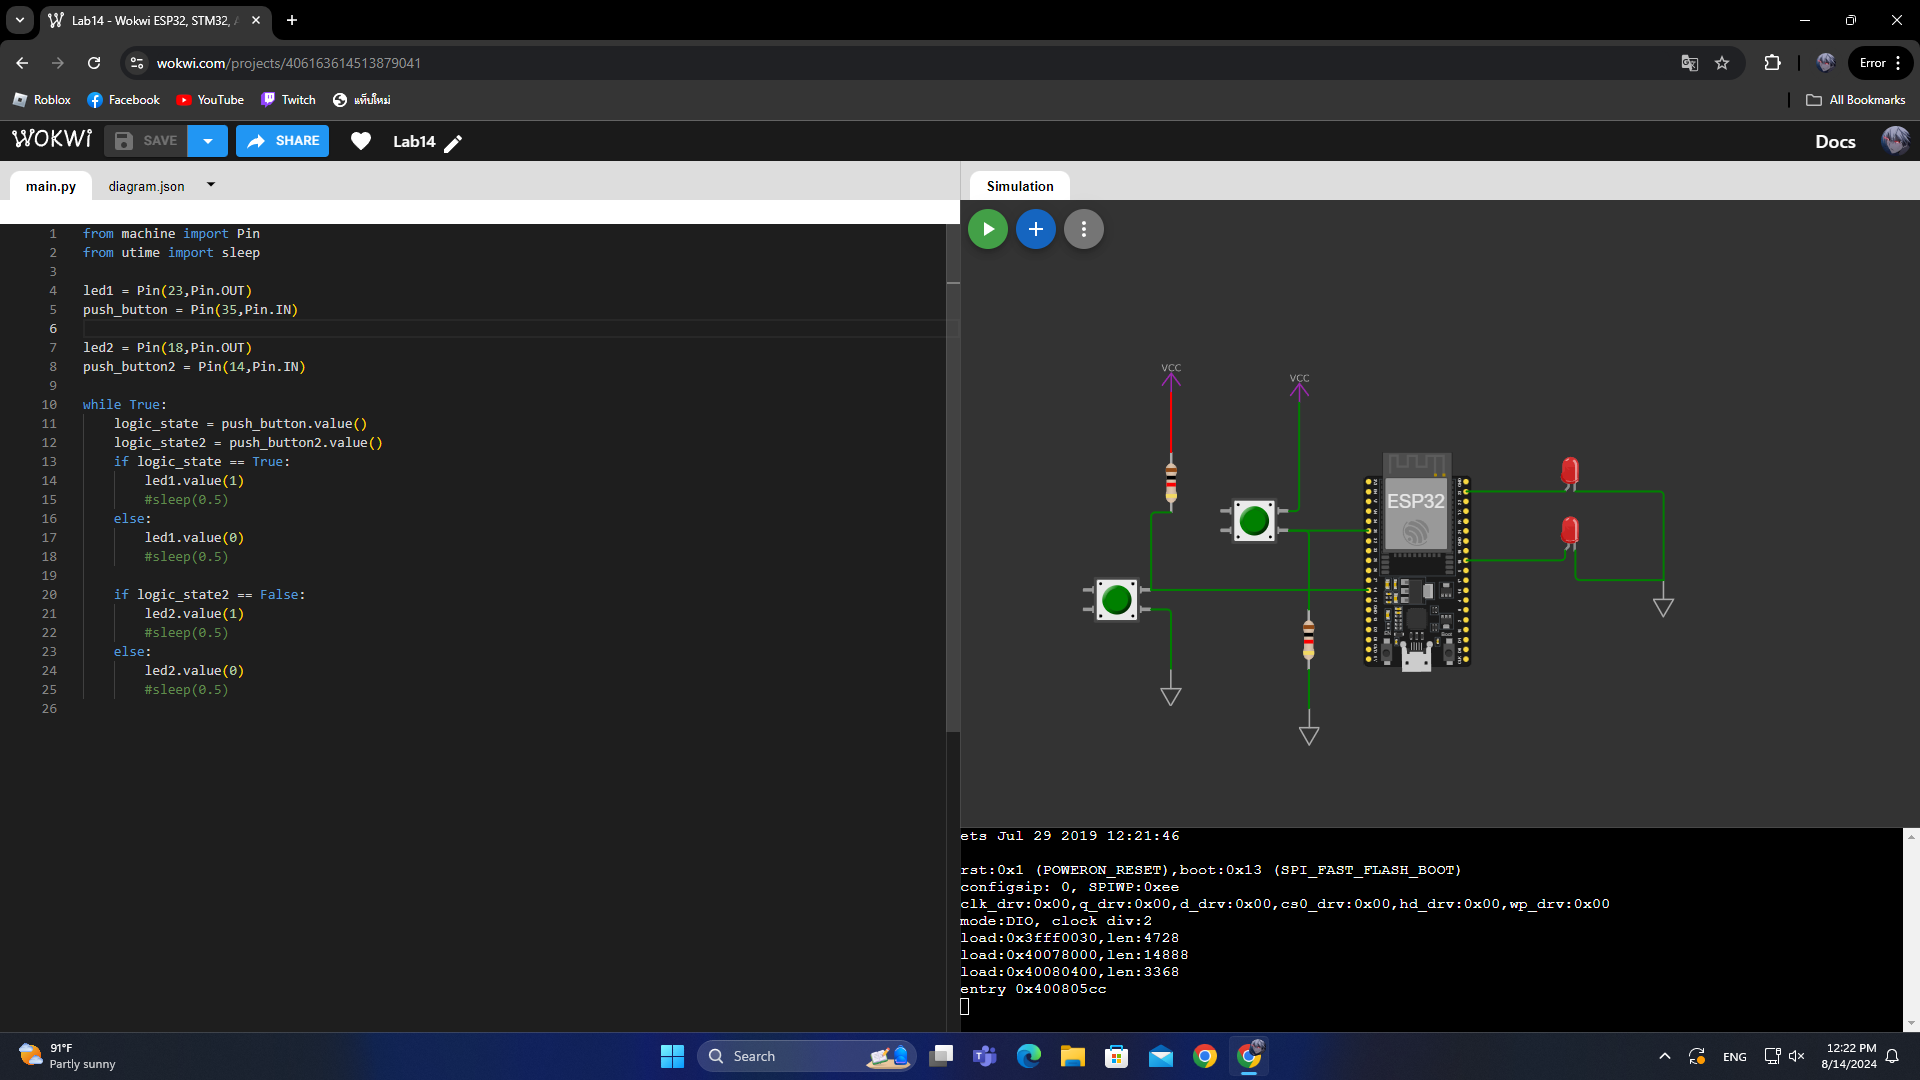 Lab14 - Wokwi ESP32, STM32, A
wokwi.com/projects/406163614513879041
Error
Roblox
Facebook
YouTube
Twitch
แท็บใหม่
All Bookmarks
WOKWi
SAVE
SHARE
Lab14
Docs
main.py
diagram.json
Simulation
1 from machine import Pin
2 from utime import sleep
3
4 led1 = Pin(23,Pin.OUT)
5 push_button = Pin(35,Pin.IN)
6
7 led2 = Pin(18,Pin.OUT)
8 push_button2 = Pin(14,Pin.IN)
9
10 while True:
11 logic_state = push_button.value()
12 logic_state2 = push_button2.value()
13 if logic_state == True:
14 led1.value(1)
15 #sleep(0.5)
16 else:
17 led1.value(0)
18 #sleep(0.5)
19
20 if logic_state2 == False:
21 led2.value(1)
22 #sleep(0.5)
23 else:
24 led2.value(0)
25 #sleep(0.5)
26
VCC
VCC
ESP32
ets Jul 29 2019 12:21:46
rst:0x1 (POWERON_RESET),boot:0x13 (SPI_FAST_FLASH_BOOT)
configsip: 0, SPIWP:0xee
clk_drv:0x00,q_drv:0x00,d_drv:0x00,cs0_drv:0x00,hd_drv:0x00,wp_drv:0x00
mode:DIO, clock div:2
load:0x3fff0030,len:4728
load:0x40078000,len:14888
load:0x40080400,len:3368
entry 0x400805cc
91°F
Partly sunny
Search
ENG
12:22 PM
8/14/2024